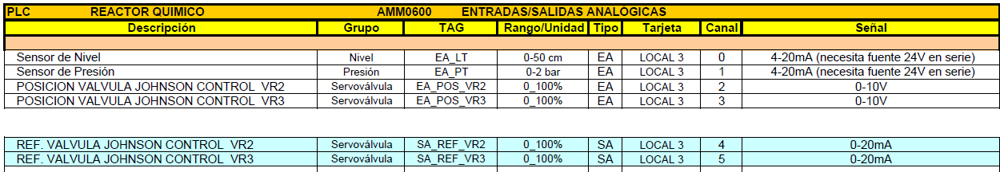 PLC REACTOR QUIMICO AMM0600 ENTRADAS/SALIDAS ANALÓGICAS
Descripción Grupo TAG Rango/Unidad Tipo Tarjeta Canal Señal
Sensor de Nivel Nivel EA_LT 0-50 cm EA LOCAL 3 0 4-20mA (necesita fuente 24V en serie)
Sensor de Presión Presión EA_PT 0-2 bar EA LOCAL 3 1 4-20mA (necesita fuente 24V en serie)
POSICION VALVULA JOHNSON CONTROL VR2 Servoválvula EA_POS_VR2 0_100% EA LOCAL 3 2 0-10V
POSICION VALVULA JOHNSON CONTROL VR3 Servoválvula EA_POS_VR3 0_100% EA LOCAL 3 3 0-10V
REF. VALVULA JOHNSON CONTROL VR2 Servoválvula SA_REF_VR2 0_100% SA LOCAL 3 4 0-20mA
REF. VALVULA JOHNSON CONTROL VR3 Servoválvula SA_REF_VR3 0_100% SA LOCAL 3 5 0-20mA